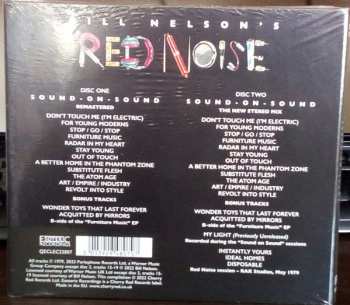 BILL NELSON'S
RED NOISE
DISC ONE
SOUND-ON-SOUND
REMASTERED
DON'T TOUCH ME (I'M ELECTRIC)
FOR YOUNG MODERNS
STOP / GO / STOP
FURNITURE MUSIC
RADAR IN MY HEART
STAY YOUNG
OUT OF TOUCH
A BETTER HOME IN THE PHANTOM ZONE
SUBSTITUTE FLESH
THE ATOM AGE
ART / EMPIRE / INDUSTRY
REVOLT INTO STYLE
BONUS TRACKS
WONDER TOYS THAT LAST FOREVER
ACQUITTED BY MIRRORS
B-side of the "Furniture Music" EP
DISC TWO
SOUND-ON-SOUND
THE NEW STEREO MIX
DON'T TOUCH ME (I'M ELECTRIC)
FOR YOUNG MODERNS
STOP / GO / STOP
FURNITURE MUSIC
RADAR IN MY HEART
STAY YOUNG
OUT OF TOUCH
A BETTER HOME IN THE PHANTOM ZONE
SUBSTITUTE FLESH
THE ATOM AGE
ART / EMPIRE / INDUSTRY
REVOLT INTO STYLE
BONUS TRACKS
WONDER TOYS THAT LAST FOREVER
ACQUITTED BY MIRRORS
B-side of the "Furniture Music" EP
MY LIGHT (Previously Unreleased)
Recorded during the "Sound on Sound" sessions
INSTANTLY YOURS
IDEAL HOMES
DISPOSABLE
Red Noise session - RAK Studios, May 1979
ESOTERIC
RECORDINGS
QECLEC22807